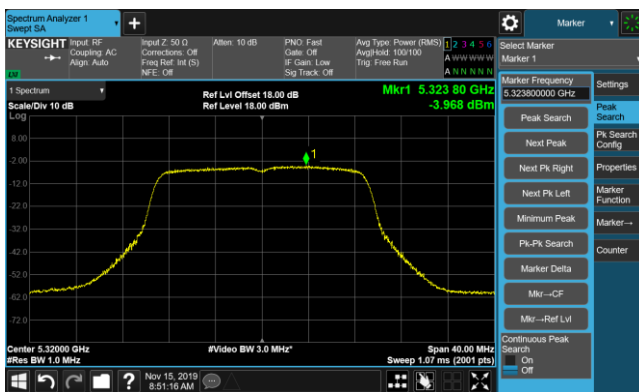 Spectrum Analyzer 1
Swept SA
Marker
KEYSIGHT
Input: RF
Coupling: AC
Align: Auto
Input Z: 50 Ω
Corrections: Off
Freq Ref: Int (S)
NFE: Off
Atten: 10 dB
PNO: Fast
Gate: Off
IF Gain: Low
Sig Track: Off
Avg Type: Power (RMS)
Avg|Hold: 100/100
Trig: Free Run
1 2 3 4 5 6
A W W W W W
A N N N N N
LXI
Select Marker
Marker 1
1 Spectrum
Scale/Div 10 dB
Log
Ref Lvl Offset 18.00 dB
Ref Level 18.00 dBm
Mkr1 5.323 80 GHz
-3.968 dBm
8.00
-2.00
-12.0
-22.0
-32.0
-42.0
-52.0
-62.0
-72.0
1
Center 5.32000 GHz
#Res BW 1.0 MHz
#Video BW 3.0 MHz*
Span 40.00 MHz
Sweep 1.07 ms (2001 pts)
Marker Frequency
5.323800000 GHz
Peak Search
Next Peak
Next Pk Right
Next Pk Left
Minimum Peak
Pk-Pk Search
Marker Delta
Mkr→CF
Mkr→Ref Lvl
Continuous Peak
Search
On
Off
Settings
Peak
Search
Pk Search
Config
Properties
Marker
Function
Marker→
Counter
Nov 15, 2019
8:51:16 AM